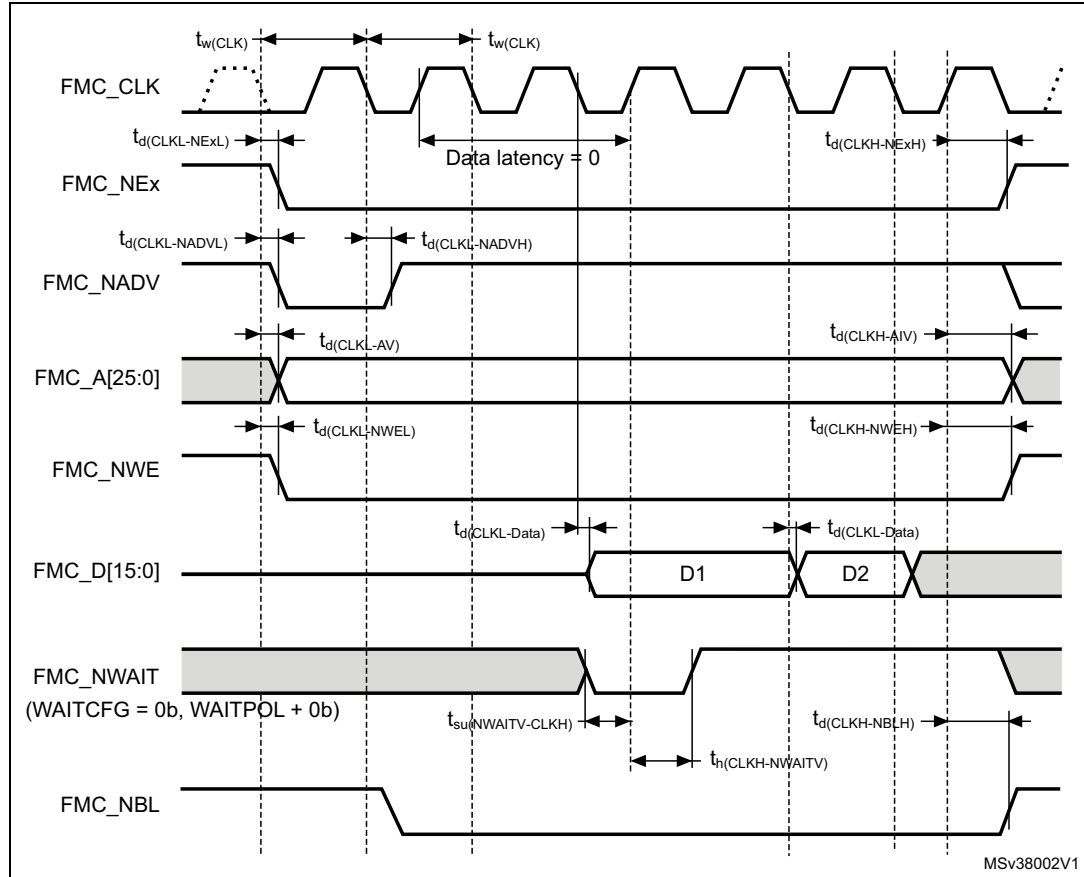 tw(CLK)
tw(CLK)
FMC_CLK
td(CLKL-NExL)
Data latency = 0
td(CLKH-NExH)
FMC_NEx
td(CLKL-NADVL)
td(CLKL-NADVH)
FMC_NADV
td(CLKL-AV)
td(CLKH-AIV)
FMC_A[25:0]
td(CLKL-NWEL)
td(CLKH-NWEH)
FMC_NWE
td(CLKL-Data)
td(CLKL-Data)
FMC_D[15:0]
D1
D2
FMC_NWAIT
(WAITCFG = 0b, WAITPOL + 0b)
tsu(NWAITV-CLKH)
td(CLKH-NBLH)
th(CLKH-NWAITV)
FMC_NBL
MSv38002V1